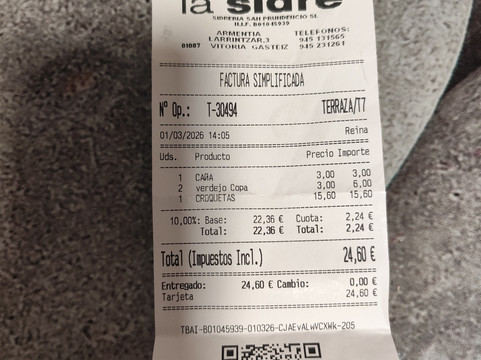 la sidre
SIDRERIA SAN PRUDENCIO SL
N.I.F. B01045939
ARMENTIA TELEFONOS:
LARRINTZAR,3 945 131565
01007 VITORIA GASTEIZ 945 231261
FACTURA SIMPLIFICADA
Nº Op.: T-30494 TERRAZA/T7
01/03/2026 14:05 Reina
Uds. Producto Precio Importe
1 CAÑA 3,00 3,00
2 verdejo Copa 3,00 6,00
1 CROQUETAS 15,60 15,60
10,00%: Base: 22,36 € Cuota: 2,24 €
Total: 22,36 € Total: 2,24 €
Total (Impuestos Incl.) 24,60 €
Entregado: 24,60 € Cambio: 0,00 €
Tarjeta 24,60 €
TBAI-B01045939-010326-CJAEvALwVCXWk-205